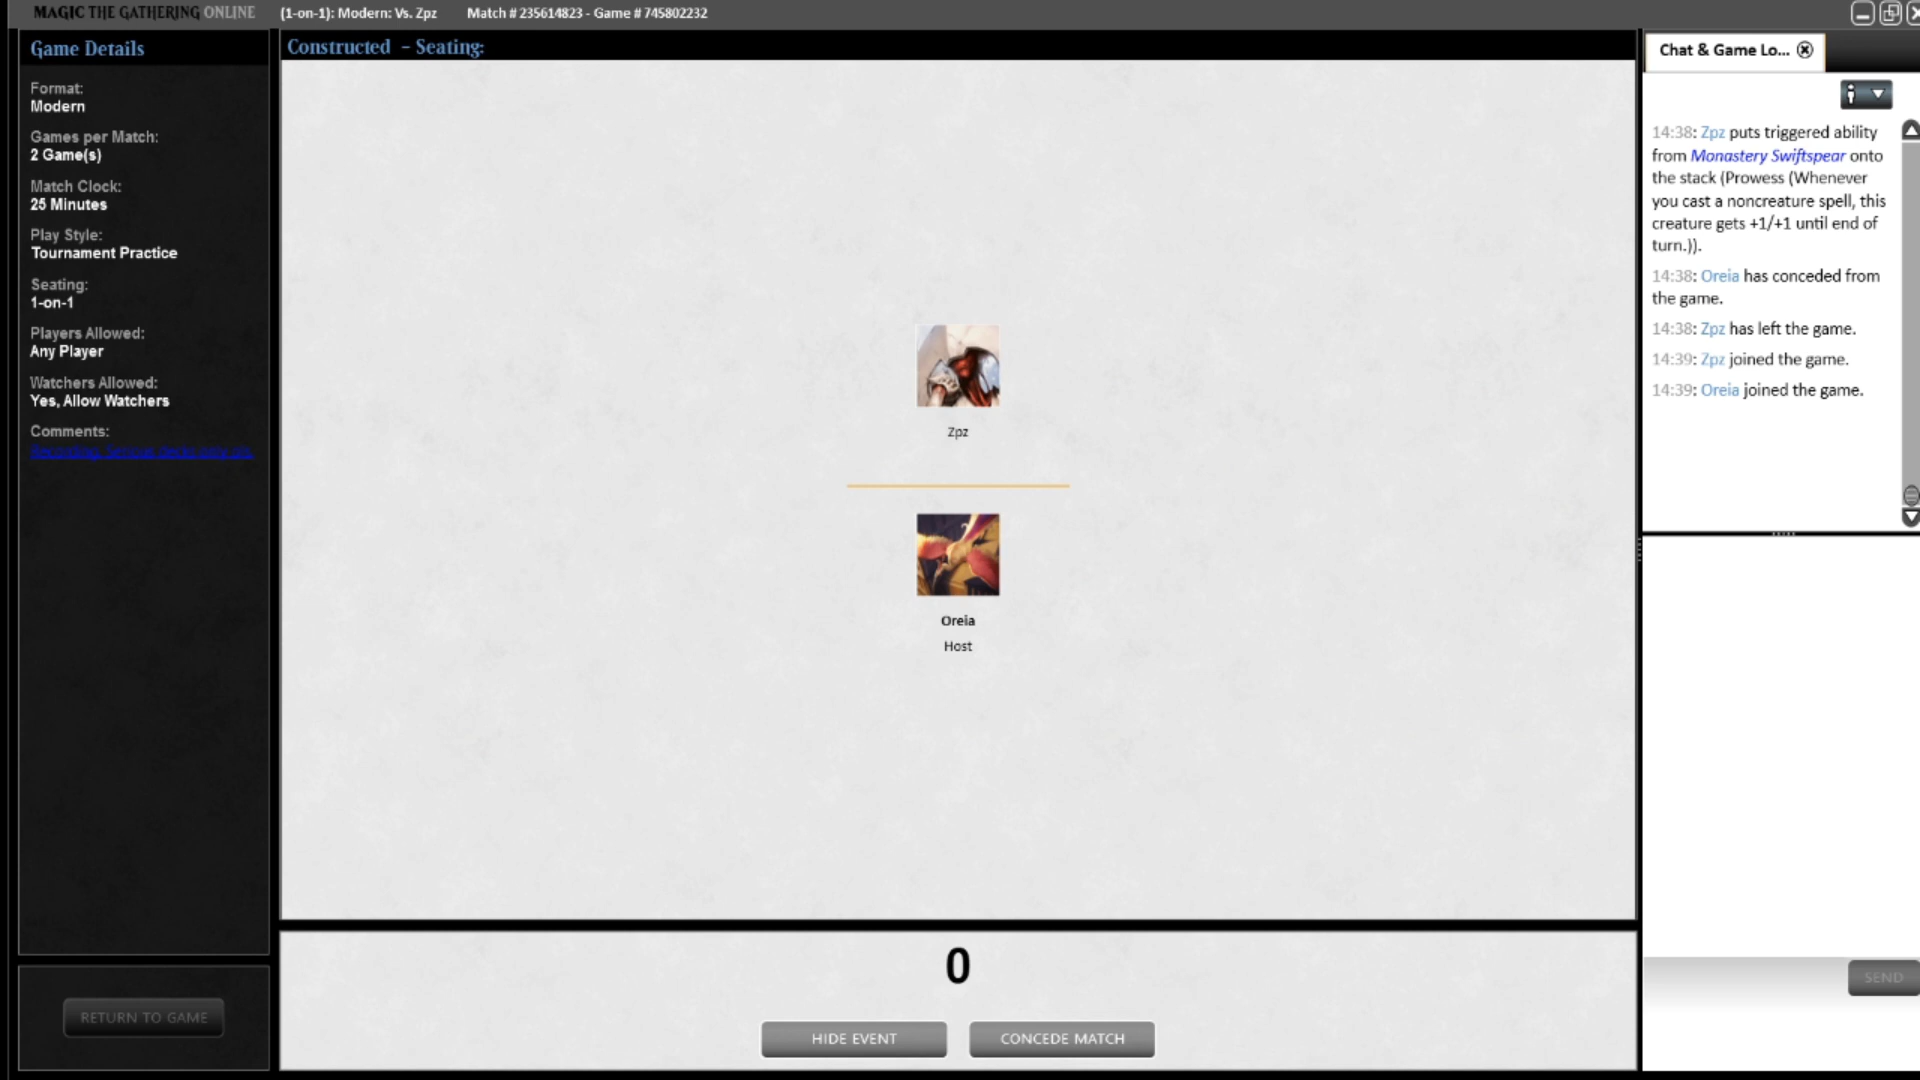 MAGIC THE GATHERING ONLINE
(1-on-1): Modern: Vs. Zpz
Match # 235614823 - Game # 745802232
Game Details
Format:
Modern
Games per Match:
2 Game(s)
Match Clock:
25 Minutes
Play Style:
Tournament Practice
Seating:
1-on-1
Players Allowed:
Any Player
Watchers Allowed:
Yes, Allow Watchers
Comments:
Recording. Serious decks only pls.
RETURN TO GAME
Constructed - Seating:
Zpz
Oreia
Host
0
HIDE EVENT
CONCEDE MATCH
Chat & Game Lo...
14:38: Zpz puts triggered ability
from Monastery Swiftspear onto
the stack (Prowess (Whenever
you cast a noncreature spell, this
creature gets +1/+1 until end of
turn.)).
14:38: Oreia has conceded from
the game.
14:38: Zpz has left the game.
14:39: Zpz joined the game.
14:39: Oreia joined the game.
SEND